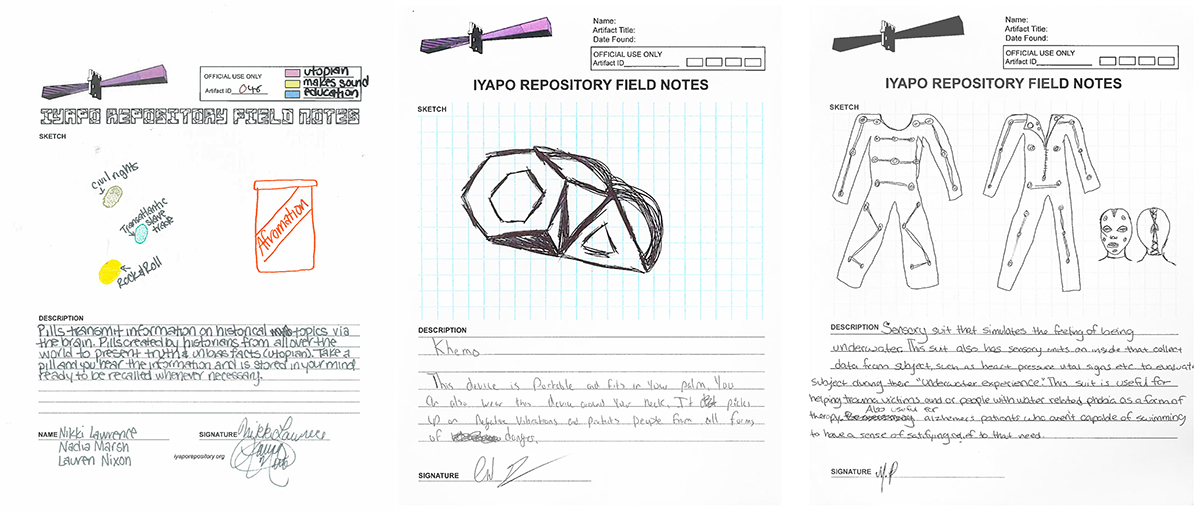 OFFICIAL USE ONLY
Artifact ID 046
utopian
makes sound
education
IYAPO REPOSITORY FIELD NOTES
SKETCH
Civil rights
Transatlantic
slave
trade
Rock & Roll
Afromation
DESCRIPTION
Pills transmit information on historical topics via
the brain. Pills created by historians from all over the
world to present truth & unbias facts (utopian). Take a
pill and you hear the information and is stored in your mind
ready to be recalled whenever necessary.
NAME Nikki Lawrence
Nadia Marsh
Lauren Nixon
SIGNATURE Nikki Lawrence
iyaporepository.org
Name:
Artifact Title:
Date Found:
OFFICIAL USE ONLY
Artifact ID
IYAPO REPOSITORY FIELD NOTES
SKETCH
DESCRIPTION
Khemo
This device is Portable and fits in your palm. You
can also wear this device around your neck. It picks
up on Negative Vibrations and protects people from all forms
of danger.
SIGNATURE
Name:
Artifact Title:
Date Found:
OFFICIAL USE ONLY
Artifact ID
IYAPO REPOSITORY FIELD NOTES
SKETCH
DESCRIPTION Sensory suit that simulates the feeling of being
underwater. This suit also has sensory units on inside that collect
data from subject, such as heart pressure vital signs etc. to evaluate
subject during their "underwater experience." This suit is useful for
helping trauma victims and or people with water related phobia as a form of
therapy. Also useful for alzheimers patients who arent capable of swimming
to have a sense of satifying to that need.
SIGNATURE M.P